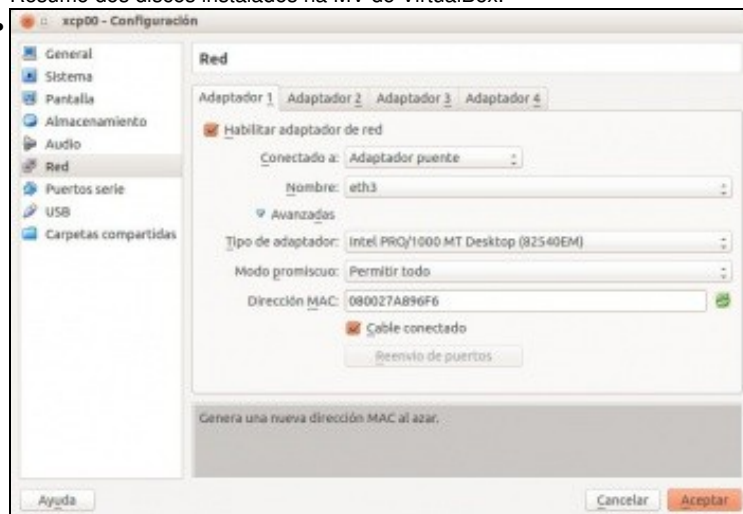 Resumo dos discos instalados na MV de VirtualBox.
xcp00 - Configuración
General
Sistema
Pantalla
Almacenamiento
Audio
Red
Puertos serie
USB
Carpetas compartidas
Red
Adaptador 1 Adaptador 2 Adaptador 3 Adaptador 4
Habilitar adaptador de red
Conectado a: Adaptador puente
Nombre: eth3
Avanzadas
Tipo de adaptador: Intel PRO/1000 MT Desktop (82540EM)
Modo promiscuo: Permitir todo
Dirección MAC: 080027A896F6
Cable conectado
Reenvío de puertos
Genera una nueva dirección MAC al azar.
Ayuda
Cancelar Aceptar